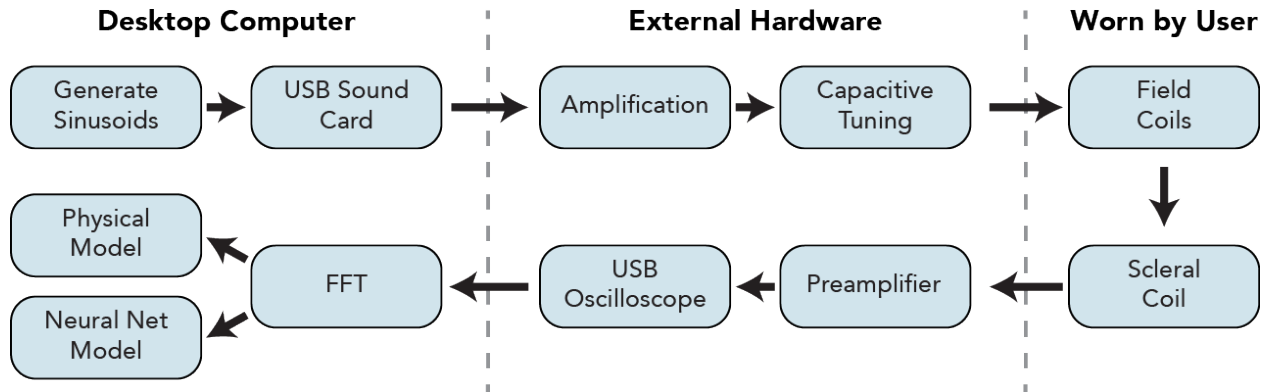 Desktop Computer
External Hardware
Worn by User
Generate
Sinusoids
USB Sound
Card
Amplification
Capacitive
Tuning
Field
Coils
Physical
Model
Neural Net
Model
FFT
USB
Oscilloscope
Preamplifier
Scleral
Coil